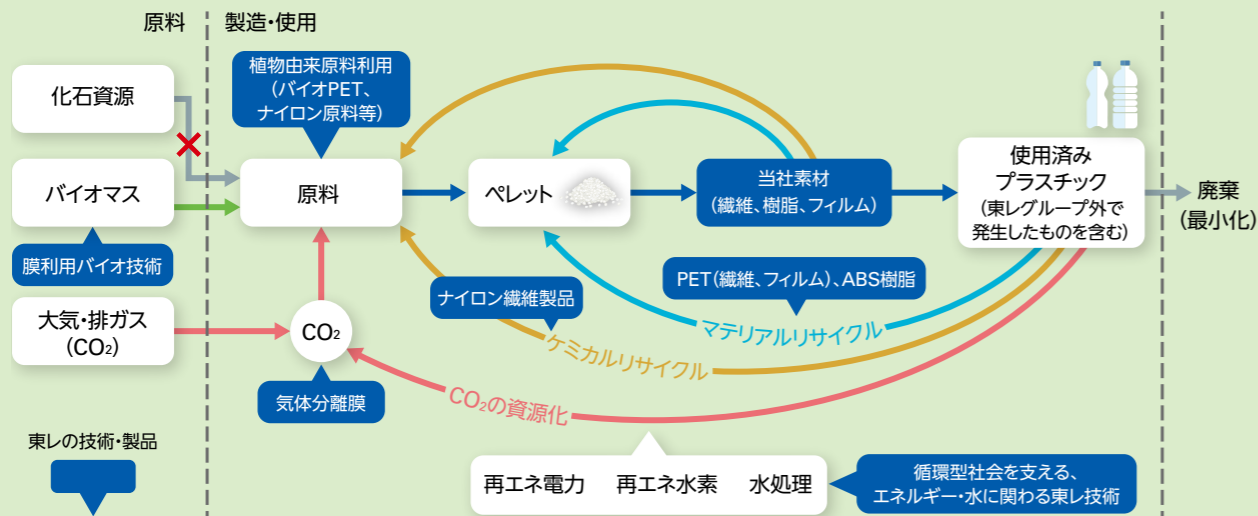 原料
製造・使用
化石資源
植物由来原料利用
（バイオPET、
ナイロン原料等）
バイオマス
膜利用バイオ技術
大気・排ガス
（CO₂）
原料
ペレット
当社素材
（繊維、樹脂、フィルム）
使用済み
プラスチック
（東レグループ外で
発生したものを含む）
廃棄
（最小化）
PET（繊維、フィルム）、ABS樹脂
ナイロン繊維製品
マテリアルリサイクル
ケミカルリサイクル
CO₂
CO₂の資源化
気体分離膜
東レの技術・製品
再エネ電力 再エネ水素 水処理
循環型社会を支える、
エネルギー・水に関わる東レ技術